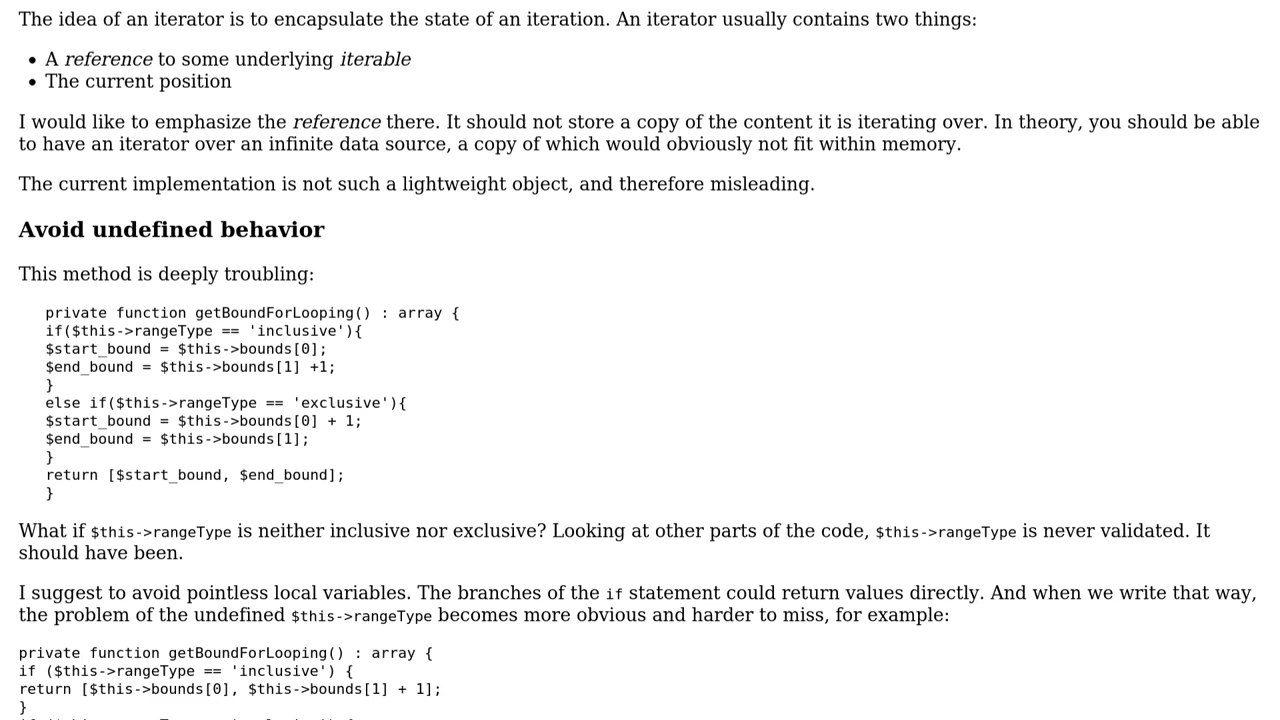 The idea of an iterator is to encapsulate the state of an iteration. An iterator usually contains two things:
• A reference to some underlying iterable
• The current position
I would like to emphasize the reference there. It should not store a copy of the content it is iterating over. In theory, you should be able
to have an iterator over an infinite data source, a copy of which would obviously not fit within memory.
The current implementation is not such a lightweight object, and therefore misleading.
Avoid undefined behavior
This method is deeply troubling:
private function getBoundForLooping() : array {
if($this->rangeType == 'inclusive'){
$start_bound = $this->bounds[0];
$end_bound = $this->bounds[1] +1;
}
else if($this->rangeType == 'exclusive'){
$start_bound = $this->bounds[0] + 1;
$end_bound = $this->bounds[1];
}
return [$start_bound, $end_bound];
}
What if $this->rangeType is neither inclusive nor exclusive? Looking at other parts of the code, $this->rangeType is never validated. It
should have been.
I suggest to avoid pointless local variables. The branches of the if statement could return values directly. And when we write that way,
the problem of the undefined $this->rangeType becomes more obvious and harder to miss, for example:
private function getBoundForLooping() : array {
if ($this->rangeType == 'inclusive') {
return [$this->bounds[0], $this->bounds[1] + 1];
}